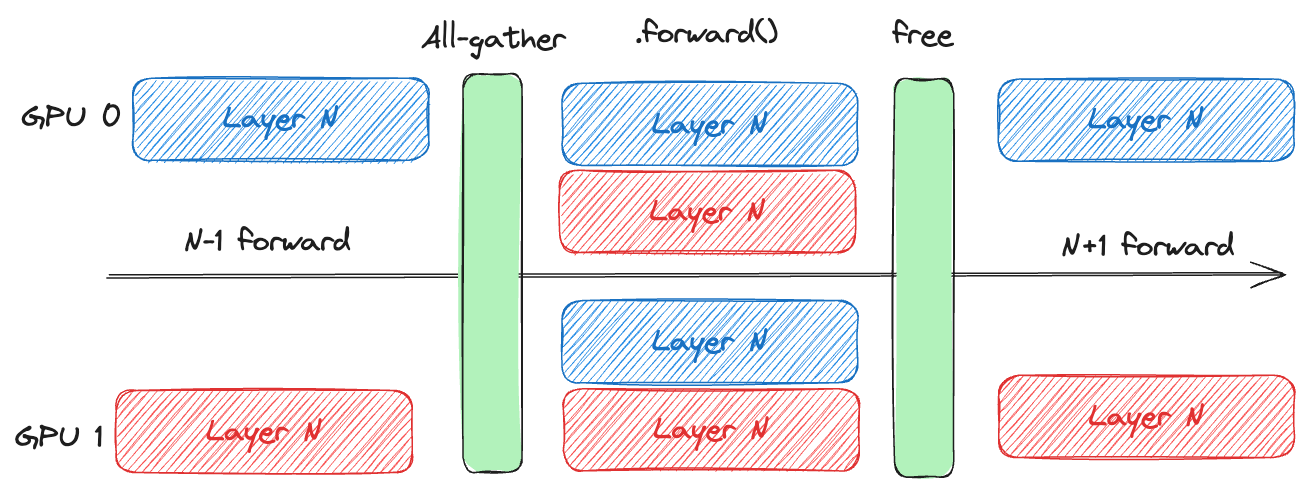 All-gather
.forward()
free
GPU 0
Layer N
Layer N
Layer N
Layer N
N-1 forward
N+1 forward
Layer N
GPU 1
Layer N
Layer N
Layer N